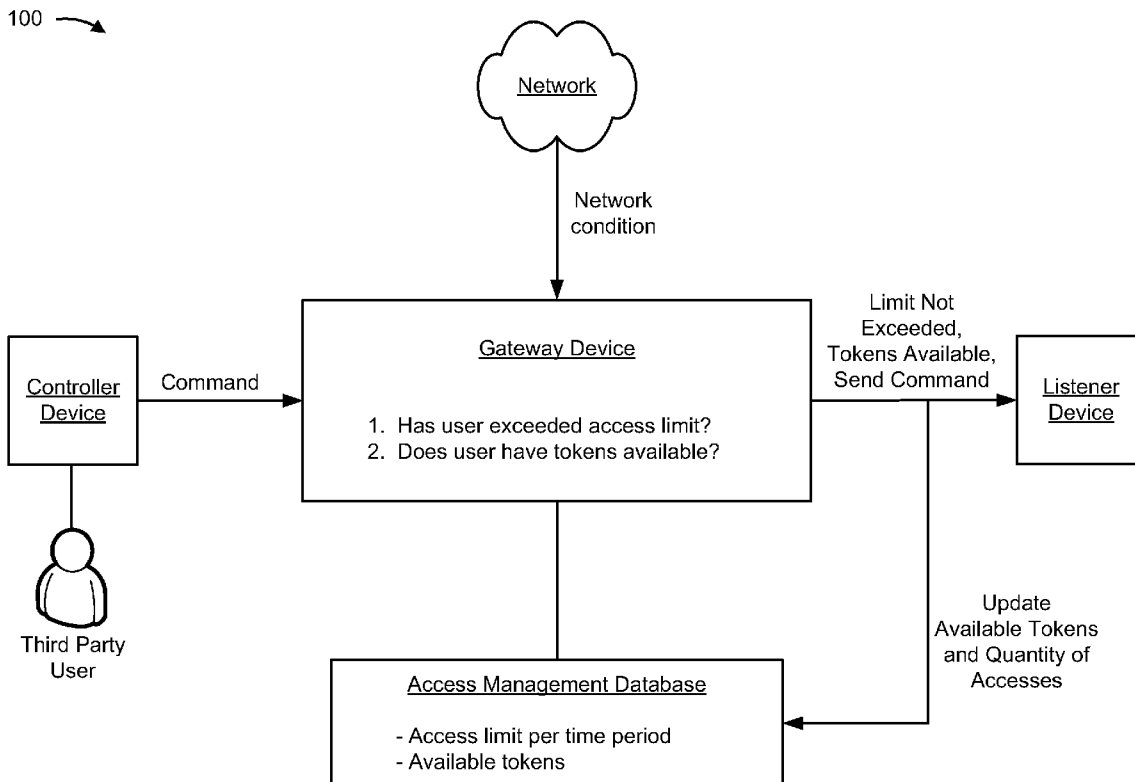 100
Network
Network
condition
Limit Not
Exceeded,
Tokens Available,
Send Command
Gateway Device
Controller
Device
Command
Listener
Device
1. Has user exceeded access limit?
2. Does user have tokens available?
Third Party
User
Update
Available Tokens
and Quantity of
Accesses
Access Management Database
- Access limit per time period
- Available tokens